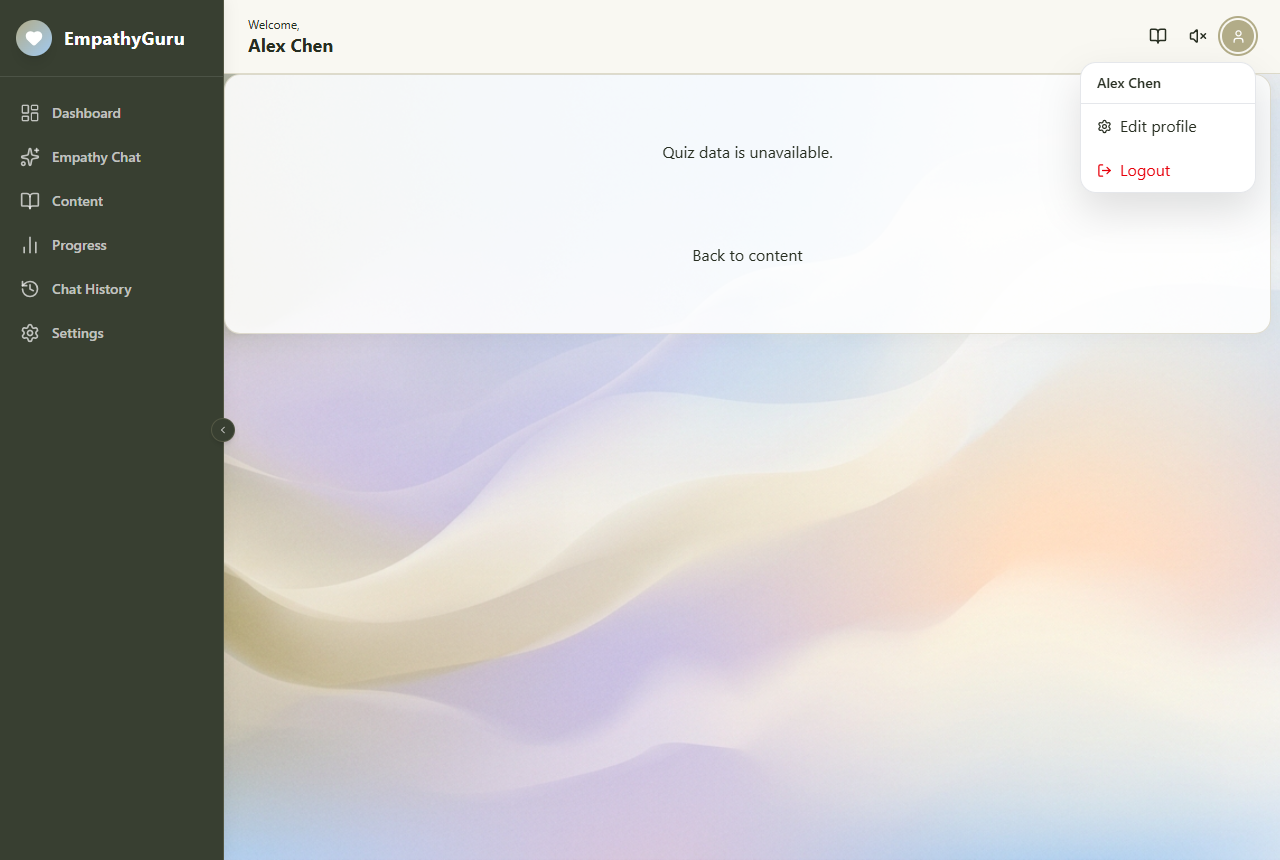 EmpathyGuru
Dashboard
Empathy Chat
Content
Progress
Chat History
Settings
Welcome,
Alex Chen
Alex Chen
Edit profile
Logout
Quiz data is unavailable.
Back to content